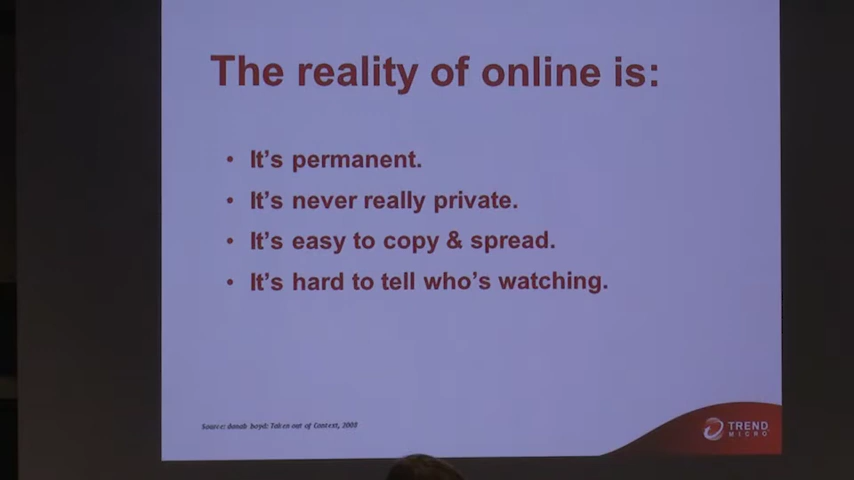 The reality of online is:
• It's permanent.
• It's never really private.
• It's easy to copy & spread.
• It's hard to tell who's watching.
Source: danah boyd: Taken out of Context, 2008
TREND
MICRO